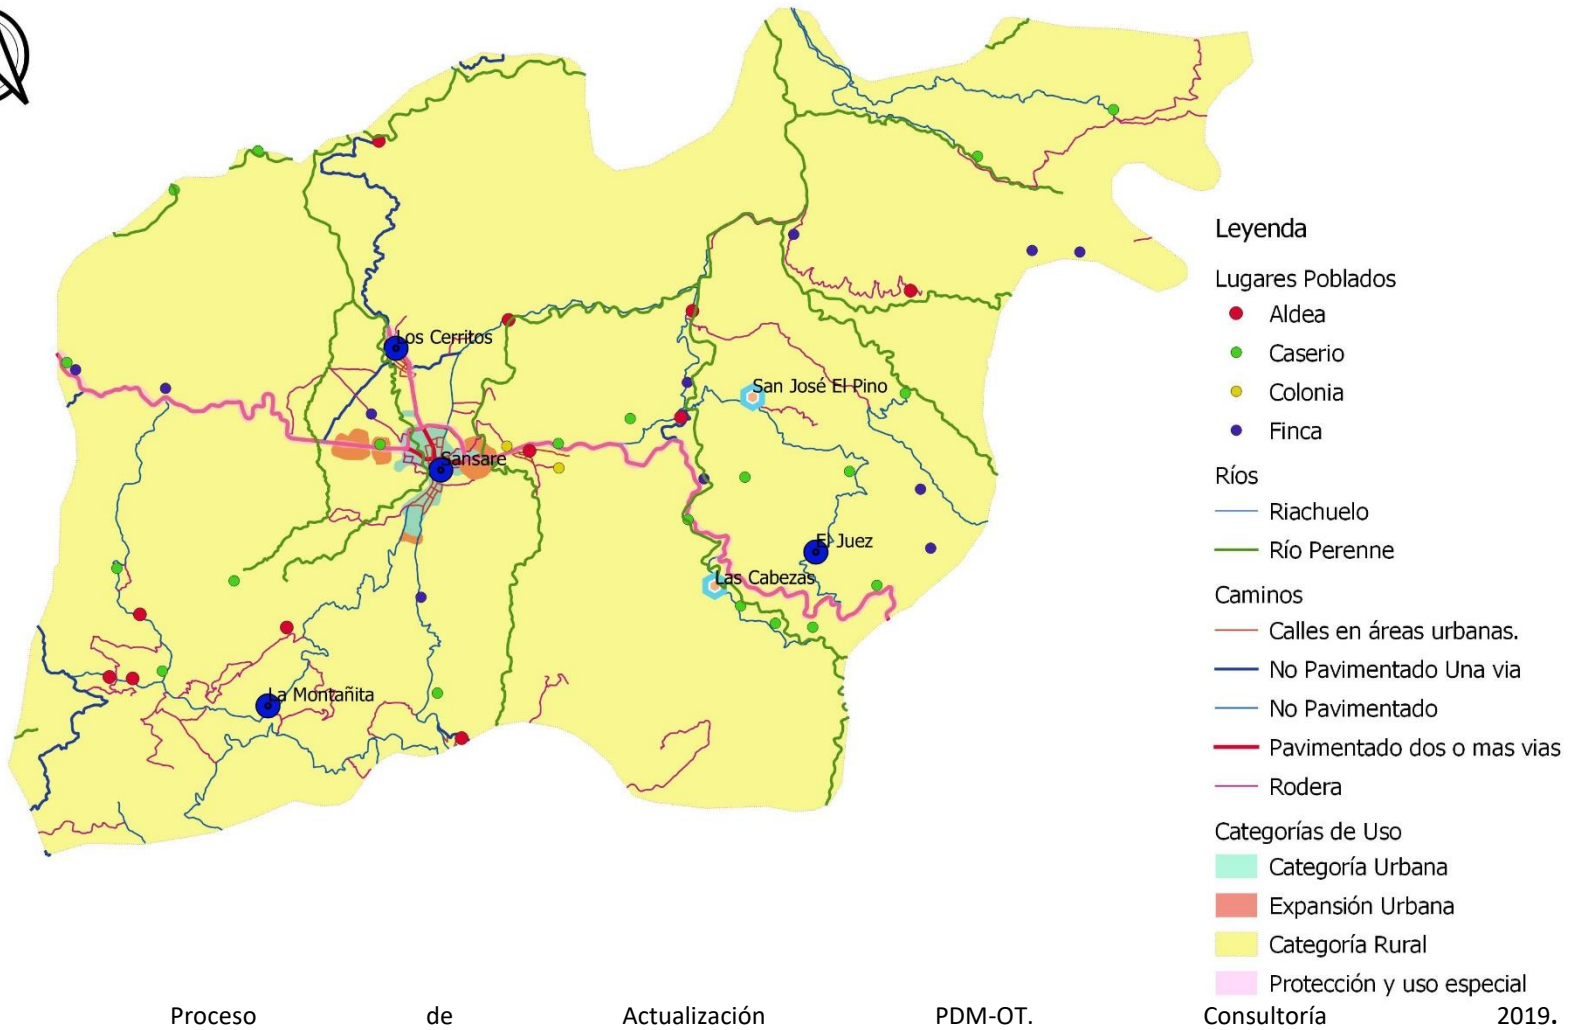 Los Cerritos
San José El Pino
Sansare
El Juez
Las Cabezas
La Montañita
Leyenda
Lugares Poblados
Aldea
Caserio
Colonia
Finca
Ríos
Riachuelo
Río Perenne
Caminos
Calles en áreas urbanas.
No Pavimentado Una via
No Pavimentado
Pavimentado dos o mas vias
Rodera
Categorías de Uso
Categoría Urbana
Expansión Urbana
Categoría Rural
Protección y uso especial
Proceso de Actualización PDM-OT. Consultoría 2019.